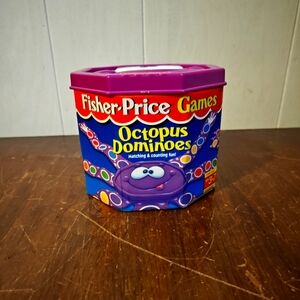 Fisher-Price Games
Octopus
Dominoes
Matching & counting fun!